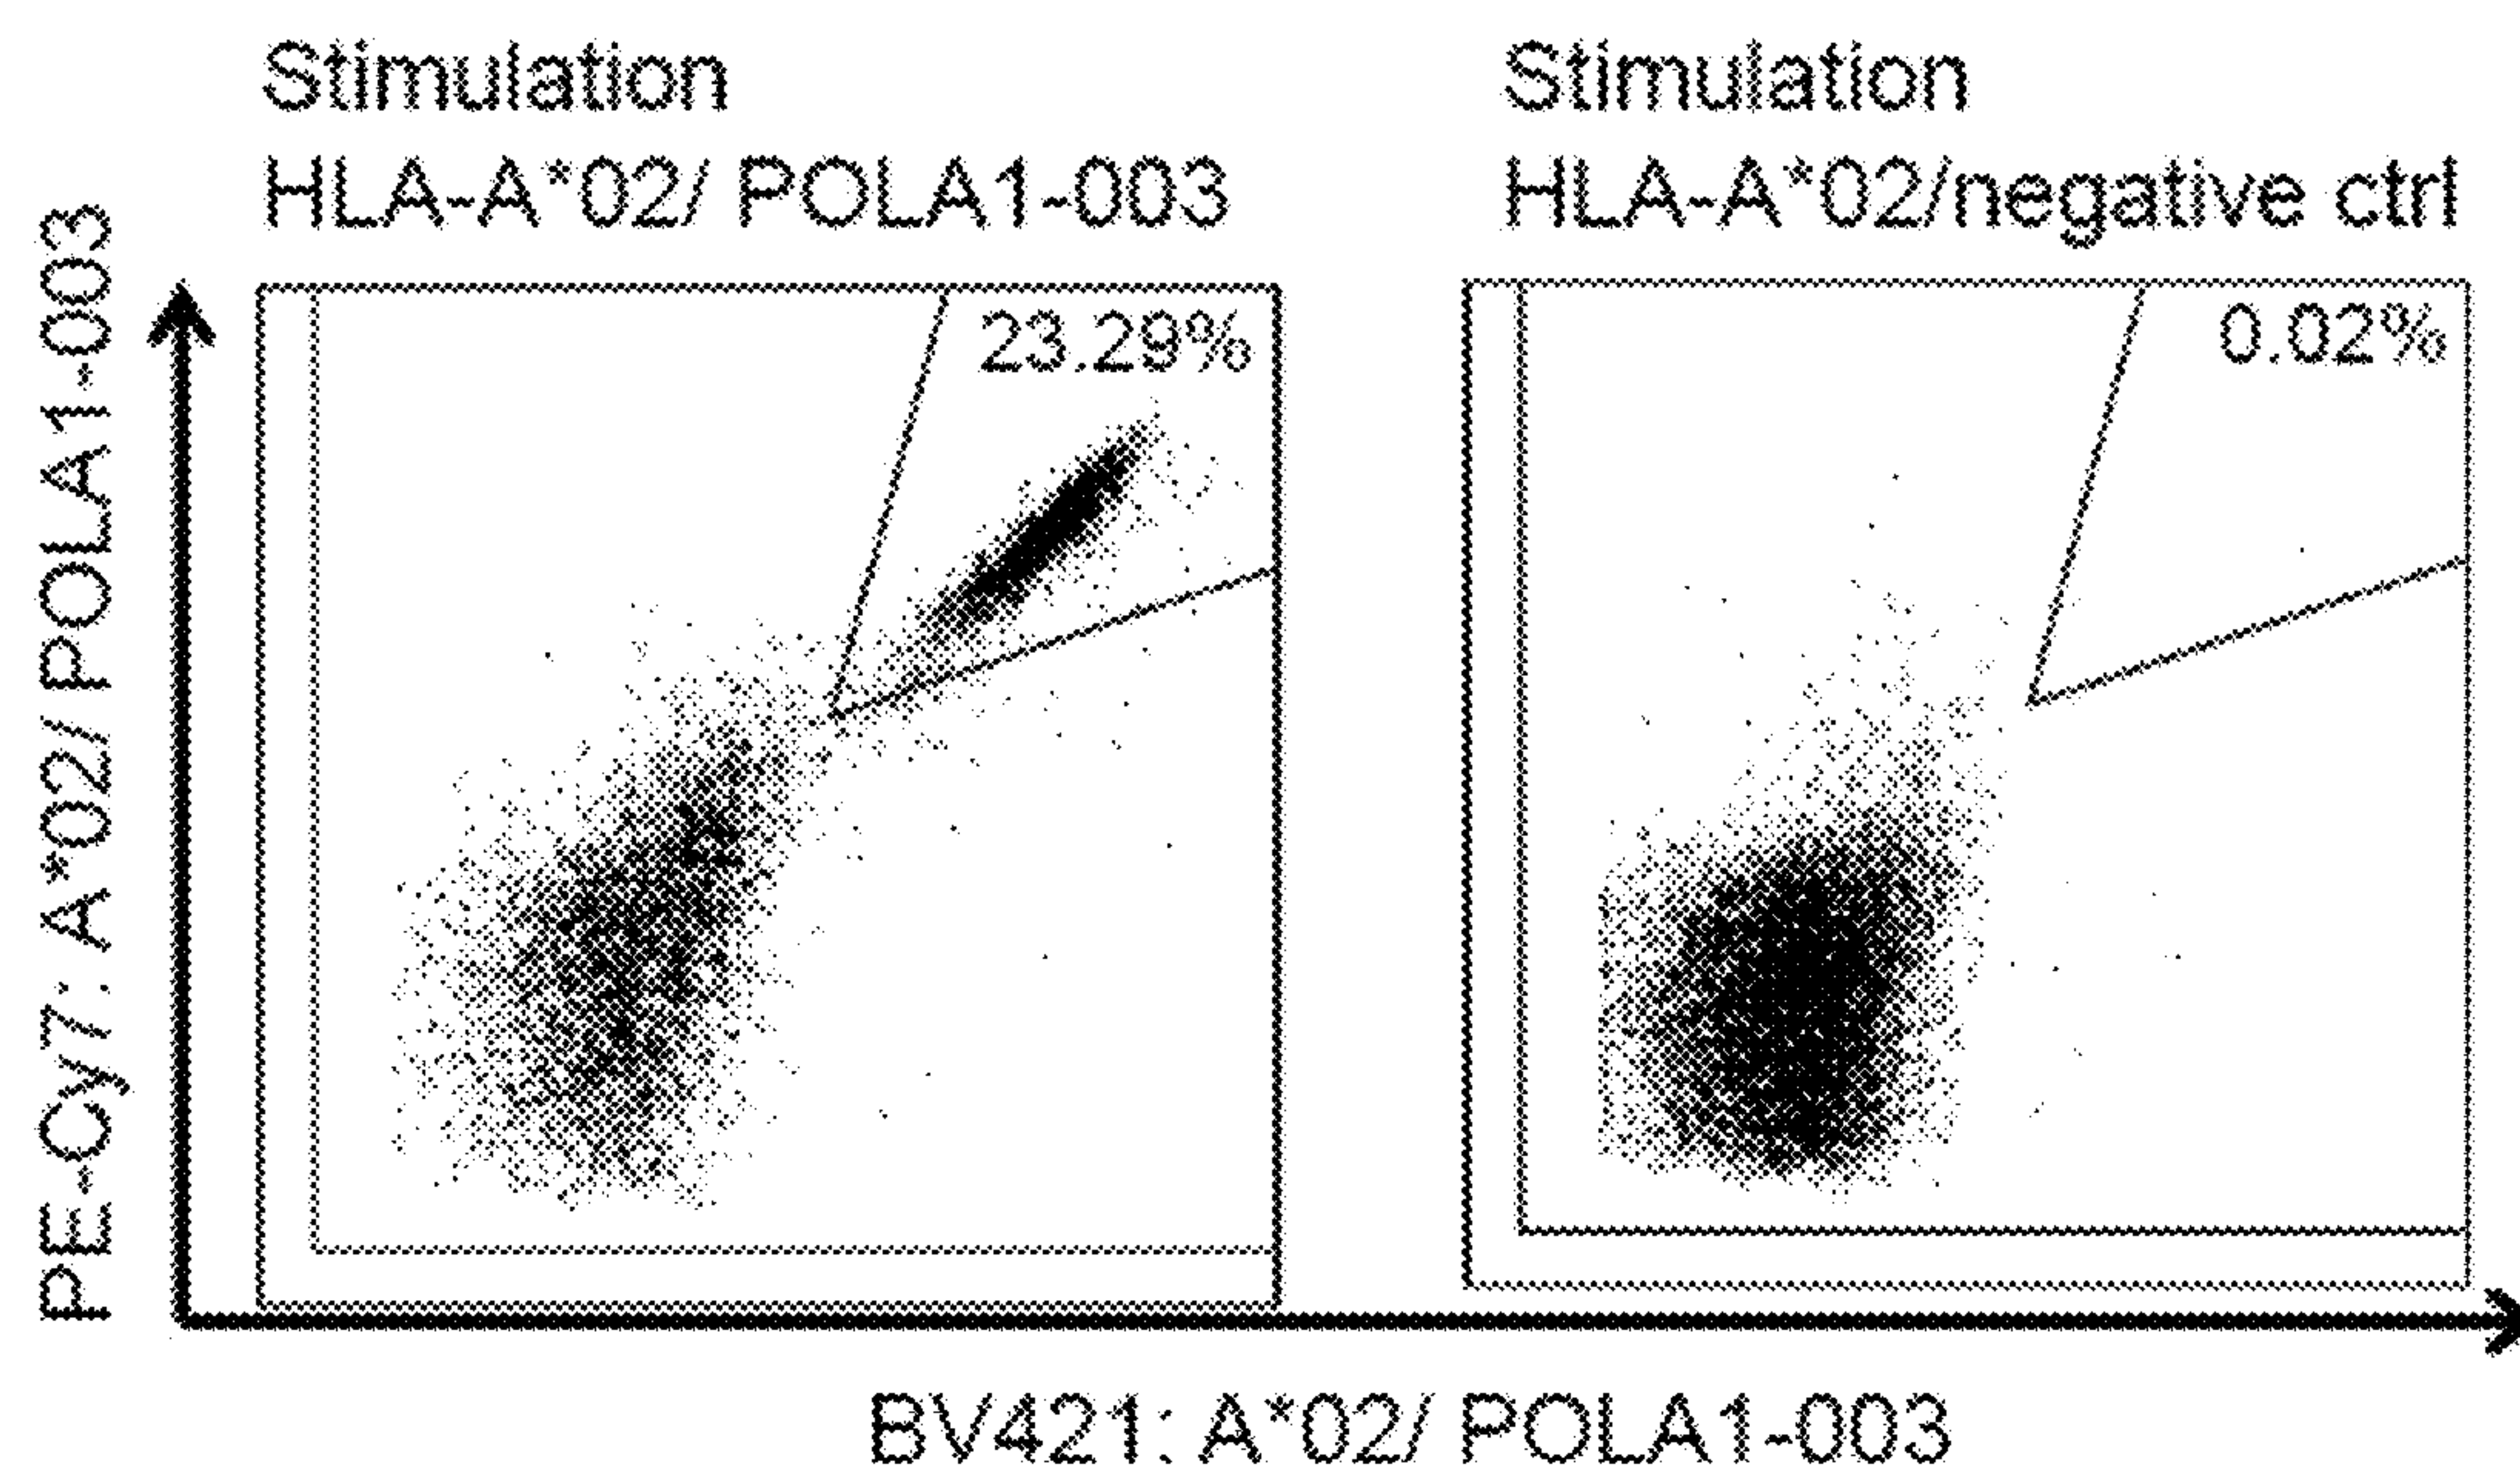 Stimulation
HLA-A*02/ POLA1-003
Stimulation
HLA-A*02/negative ctrl
PE-Cy7: A*02/ POLA1-003
23.29%
0.02%
BV421: A*02/ POLA1-003